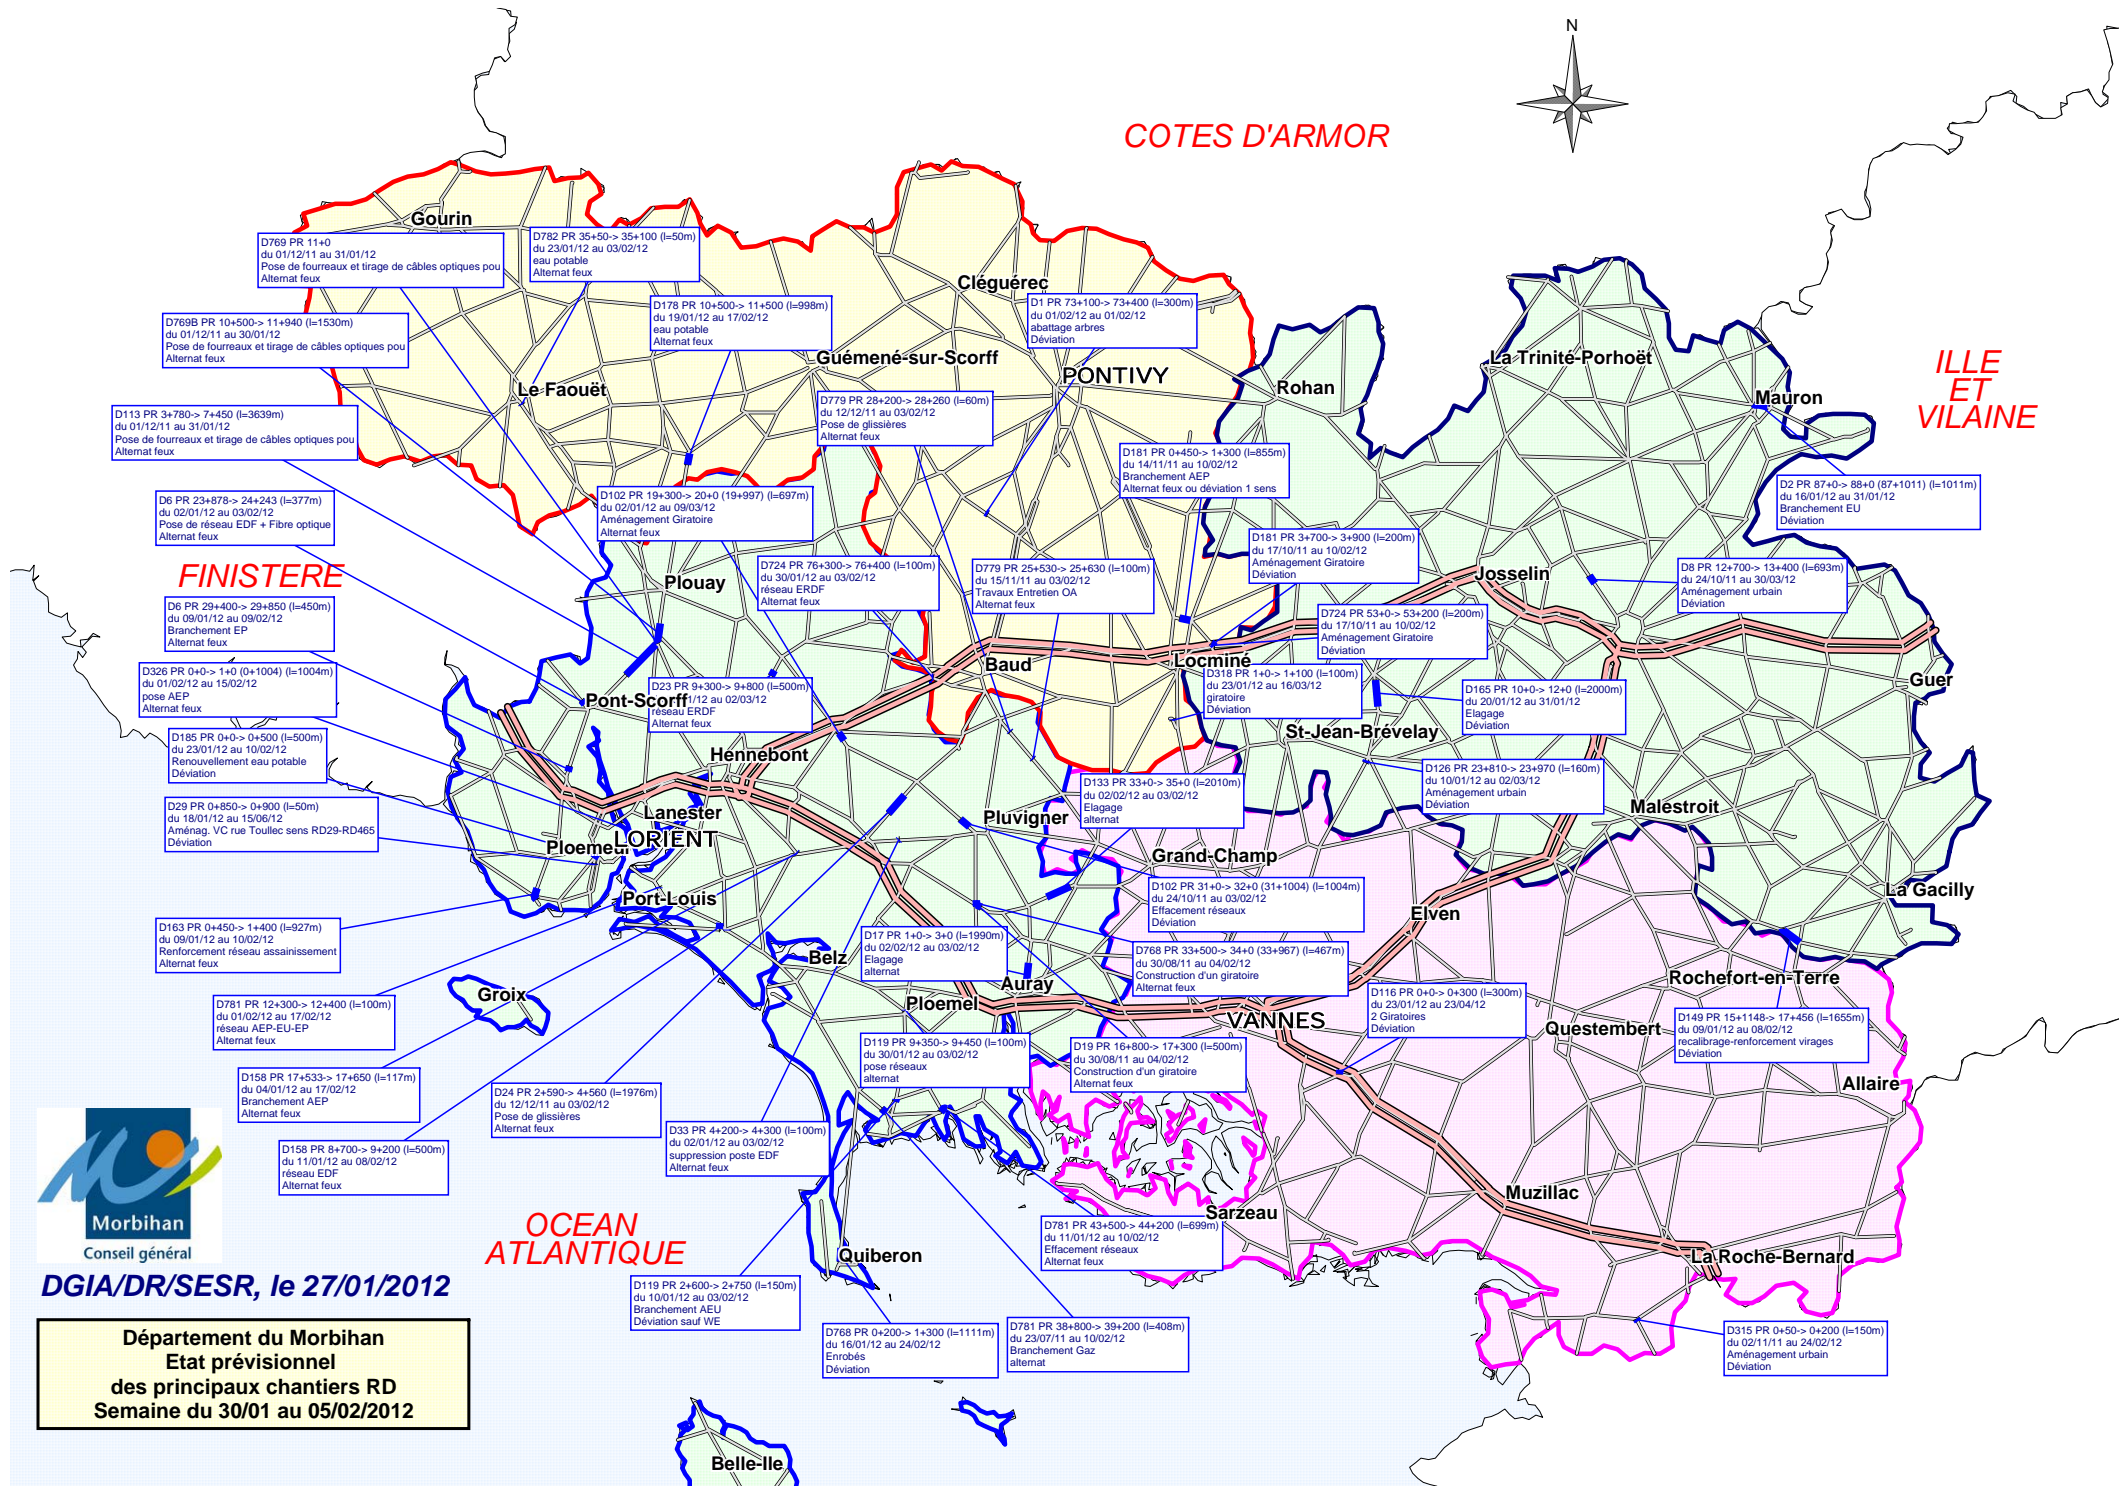 N
COTES D'ARMOR
ILLE
ET
VILAINE
FINISTERE
OCEAN
ATLANTIQUE
Gourin
D769 PR 11+0
du 01/12/11 au 31/01/12
Pose de fourreaux et tirage de câbles optiques pou
Alternat feux
D782 PR 35+50-> 35+100 (l=50m)
du 23/01/12 au 03/02/12
eau potable
Alternat feux
Cléguérec
D178 PR 10+500-> 11+500 (l=998m)
du 19/01/12 au 17/02/12
eau potable
Alternat feux
D1 PR 73+100-> 73+400 (l=300m)
du 01/02/12 au 01/02/12
abattage arbres
Déviation
D769B PR 10+500-> 11+940 (l=1530m)
du 01/12/11 au 30/01/12
Pose de fourreaux et tirage de câbles optiques pou
Alternat feux
Guémené-sur-Scorff
La Trinité-Porhoët
PONTIVY
Rohan
Le Faouët
Mauron
D779 PR 28+200-> 28+260 (l=60m)
du 12/12/11 au 03/02/12
Pose de glissières
Alternat feux
D113 PR 3+780-> 7+450 (l=3639m)
du 01/12/11 au 31/01/12
Pose de fourreaux et tirage de câbles optiques pou
Alternat feux
D181 PR 0+450-> 1+300 (l=855m)
du 14/11/11 au 10/02/12
Branchement AEP
Alternat feux ou déviation 1 sens
D2 PR 87+0-> 88+0 (87+1011) (l=1011m)
du 16/01/12 au 31/01/12
Branchement EU
Déviation
D6 PR 23+878-> 24+243 (l=377m)
du 02/01/12 au 03/02/12
Pose de réseau EDF + Fibre optique
Alternat feux
D102 PR 19+300-> 20+0 (19+997) (l=697m)
du 02/01/12 au 09/03/12
Aménagement Giratoire
Alternat feux
D181 PR 3+700-> 3+900 (l=200m)
du 17/10/11 au 10/02/12
Aménagement Giratoire
Déviation
Plouay
D724 PR 76+300-> 76+400 (l=100m)
du 30/01/12 au 03/02/12
réseau ERDF
Alternat feux
D779 PR 25+530-> 25+630 (l=100m)
du 15/11/11 au 03/02/12
Travaux Entretien OA
Alternat feux
Josselin
D8 PR 12+700-> 13+400 (l=693m)
du 24/10/11 au 30/03/12
Aménagement urbain
Déviation
D6 PR 29+400-> 29+850 (l=450m)
du 09/01/12 au 09/02/12
Branchement EP
Alternat feux
D724 PR 53+0-> 53+200 (l=200m)
du 17/10/11 au 10/02/12
Aménagement Giratoire
Déviation
Baud
Locminé
D326 PR 0+0-> 1+0 (0+1004) (l=1004m)
du 01/02/12 au 15/02/12
pose AEP
Alternat feux
D318 PR 1+0-> 1+100 (l=100m)
du 23/01/12 au 16/03/12
giratoire
Déviation
Guer
Pont-Scorff
D23 PR 9+300-> 9+800 (l=500m)
1/12 au 02/03/12
réseau ERDF
Alternat feux
D165 PR 10+0-> 12+0 (l=2000m)
du 20/01/12 au 31/01/12
Elagage
Déviation
D185 PR 0+0-> 0+500 (l=500m)
du 23/01/12 au 10/02/12
Renouvellement eau potable
Déviation
St-Jean-Brévelay
Hennebont
D126 PR 23+810-> 23+970 (l=160m)
du 10/01/12 au 02/03/12
Aménagement urbain
Déviation
D133 PR 33+0-> 35+0 (l=2010m)
du 02/02/12 au 03/02/12
Elagage
alternat
Malestroit
D29 PR 0+850-> 0+900 (l=50m)
du 18/01/12 au 15/06/12
Aménag. VC rue Toullec sens RD29-RD465
Déviation
Lanester
Pluvigner
LORIENT
Ploemeur
Grand-Champ
Port-Louis
D102 PR 31+0-> 32+0 (31+1004) (l=1004m)
du 24/10/11 au 03/02/12
Effacement réseaux
Déviation
La Gacilly
Elven
D163 PR 0+450-> 1+400 (l=927m)
du 09/01/12 au 10/02/12
Renforcement réseau assainissement
Alternat feux
D17 PR 1+0-> 3+0 (l=1990m)
du 02/02/12 au 03/02/12
Elagage
alternat
D768 PR 33+500-> 34+0 (33+967) (l=467m)
du 30/08/11 au 04/02/12
Construction d'un giratoire
Alternat feux
Belz
Rochefort-en-Terre
Groix
Auray
Ploemel
D781 PR 12+300-> 12+400 (l=100m)
du 01/02/12 au 17/02/12
réseau AEP-EU-EP
Alternat feux
D116 PR 0+0-> 0+300 (l=300m)
du 23/01/12 au 23/04/12
2 Giratoires
Déviation
VANNES
Questembert
D149 PR 15+1148-> 17+456 (l=1655m)
du 09/01/12 au 08/02/12
recalibrage-renforcement virages
Déviation
D119 PR 9+350-> 9+450 (l=100m)
du 30/01/12 au 03/02/12
pose réseaux
alternat
D19 PR 16+800-> 17+300 (l=500m)
du 30/08/11 au 04/02/12
Construction d'un giratoire
Alternat feux
D158 PR 17+533-> 17+650 (l=117m)
du 04/01/12 au 17/02/12
Branchement AEP
Alternat feux
D24 PR 2+590-> 4+560 (l=1976m)
du 12/12/11 au 03/02/12
Pose de glissières
Alternat feux
Allaire
D33 PR 4+200-> 4+300 (l=100m)
du 02/01/12 au 03/02/12
suppression poste EDF
Alternat feux
D158 PR 8+700-> 9+200 (l=500m)
du 11/01/12 au 08/02/12
réseau EDF
Alternat feux
Muzillac
Sarzeau
D781 PR 43+500-> 44+200 (l=699m)
du 11/01/12 au 10/02/12
Effacement réseaux
Alternat feux
Quiberon
La Roche-Bernard
D119 PR 2+600-> 2+750 (l=150m)
du 10/01/12 au 03/02/12
Branchement AEU
Déviation sauf WE
D768 PR 0+200-> 1+300 (l=1111m)
du 16/01/12 au 24/02/12
Enrobés
Déviation
D781 PR 38+800-> 39+200 (l=408m)
du 23/07/11 au 10/02/12
Branchement Gaz
alternat
D315 PR 0+50-> 0+200 (l=150m)
du 02/11/11 au 24/02/12
Aménagement urbain
Déviation
Belle-Ile
Morbihan
Conseil général
DGIA/DR/SESR, le 27/01/2012
Département du Morbihan
Etat prévisionnel
des principaux chantiers RD
Semaine du 30/01 au 05/02/2012